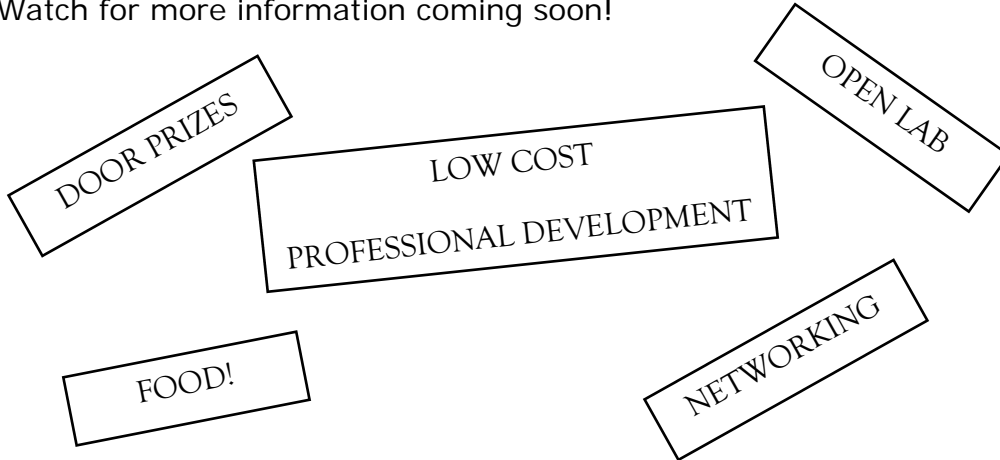 Watch for more information coming soon!
DOOR PRIZES
OPEN LAB
LOW COST
PROFESSIONAL DEVELOPMENT
FOOD!
NETWORKING